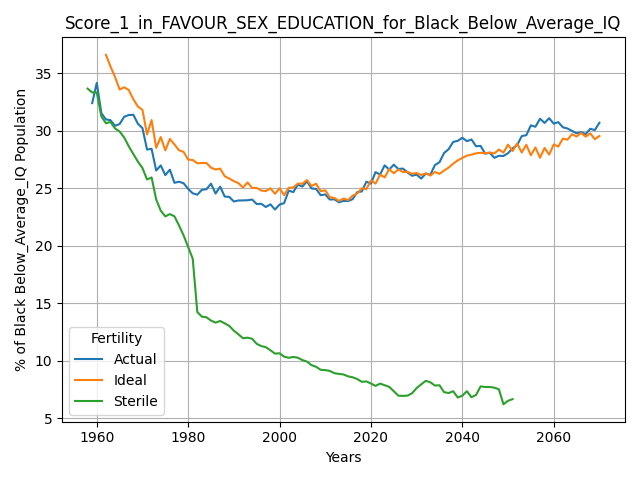 Score_1_in_FAVOUR_SEX_EDUCATION_for_Black_Below_Average_IQ
% of Black Below_Average_IQ Population
35
30
25
20
15
10
5
Fertility
Actual
Ideal
Sterile
1960 1980 2000 2020 2040 2060
Years